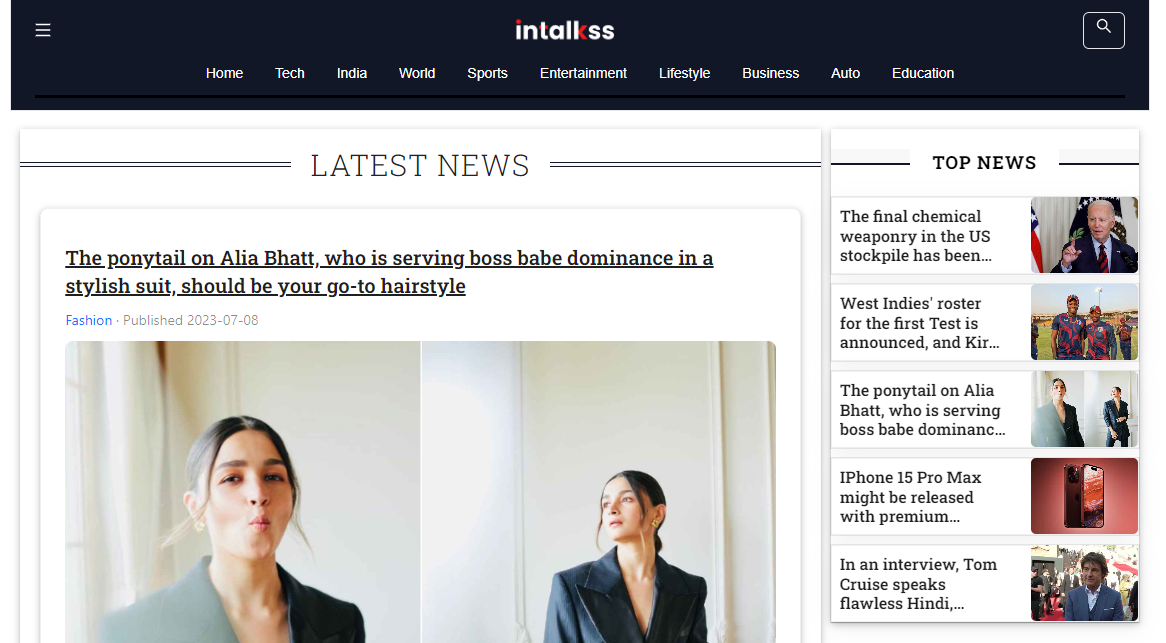 intalkss
Home Tech India World Sports Entertainment Lifestyle Business Auto Education
LATEST NEWS
The ponytail on Alia Bhatt, who is serving boss babe dominance in a
stylish suit, should be your go-to hairstyle
Fashion · Published 2023-07-08
TOP NEWS
The final chemical
weaponry in the US
stockpile has been...
West Indies' roster
for the first Test is
announced, and Kir...
The ponytail on Alia
Bhatt, who is serving
boss babe dominanc...
IPhone 15 Pro Max
might be released
with premium...
In an interview, Tom
Cruise speaks
flawless Hindi,...